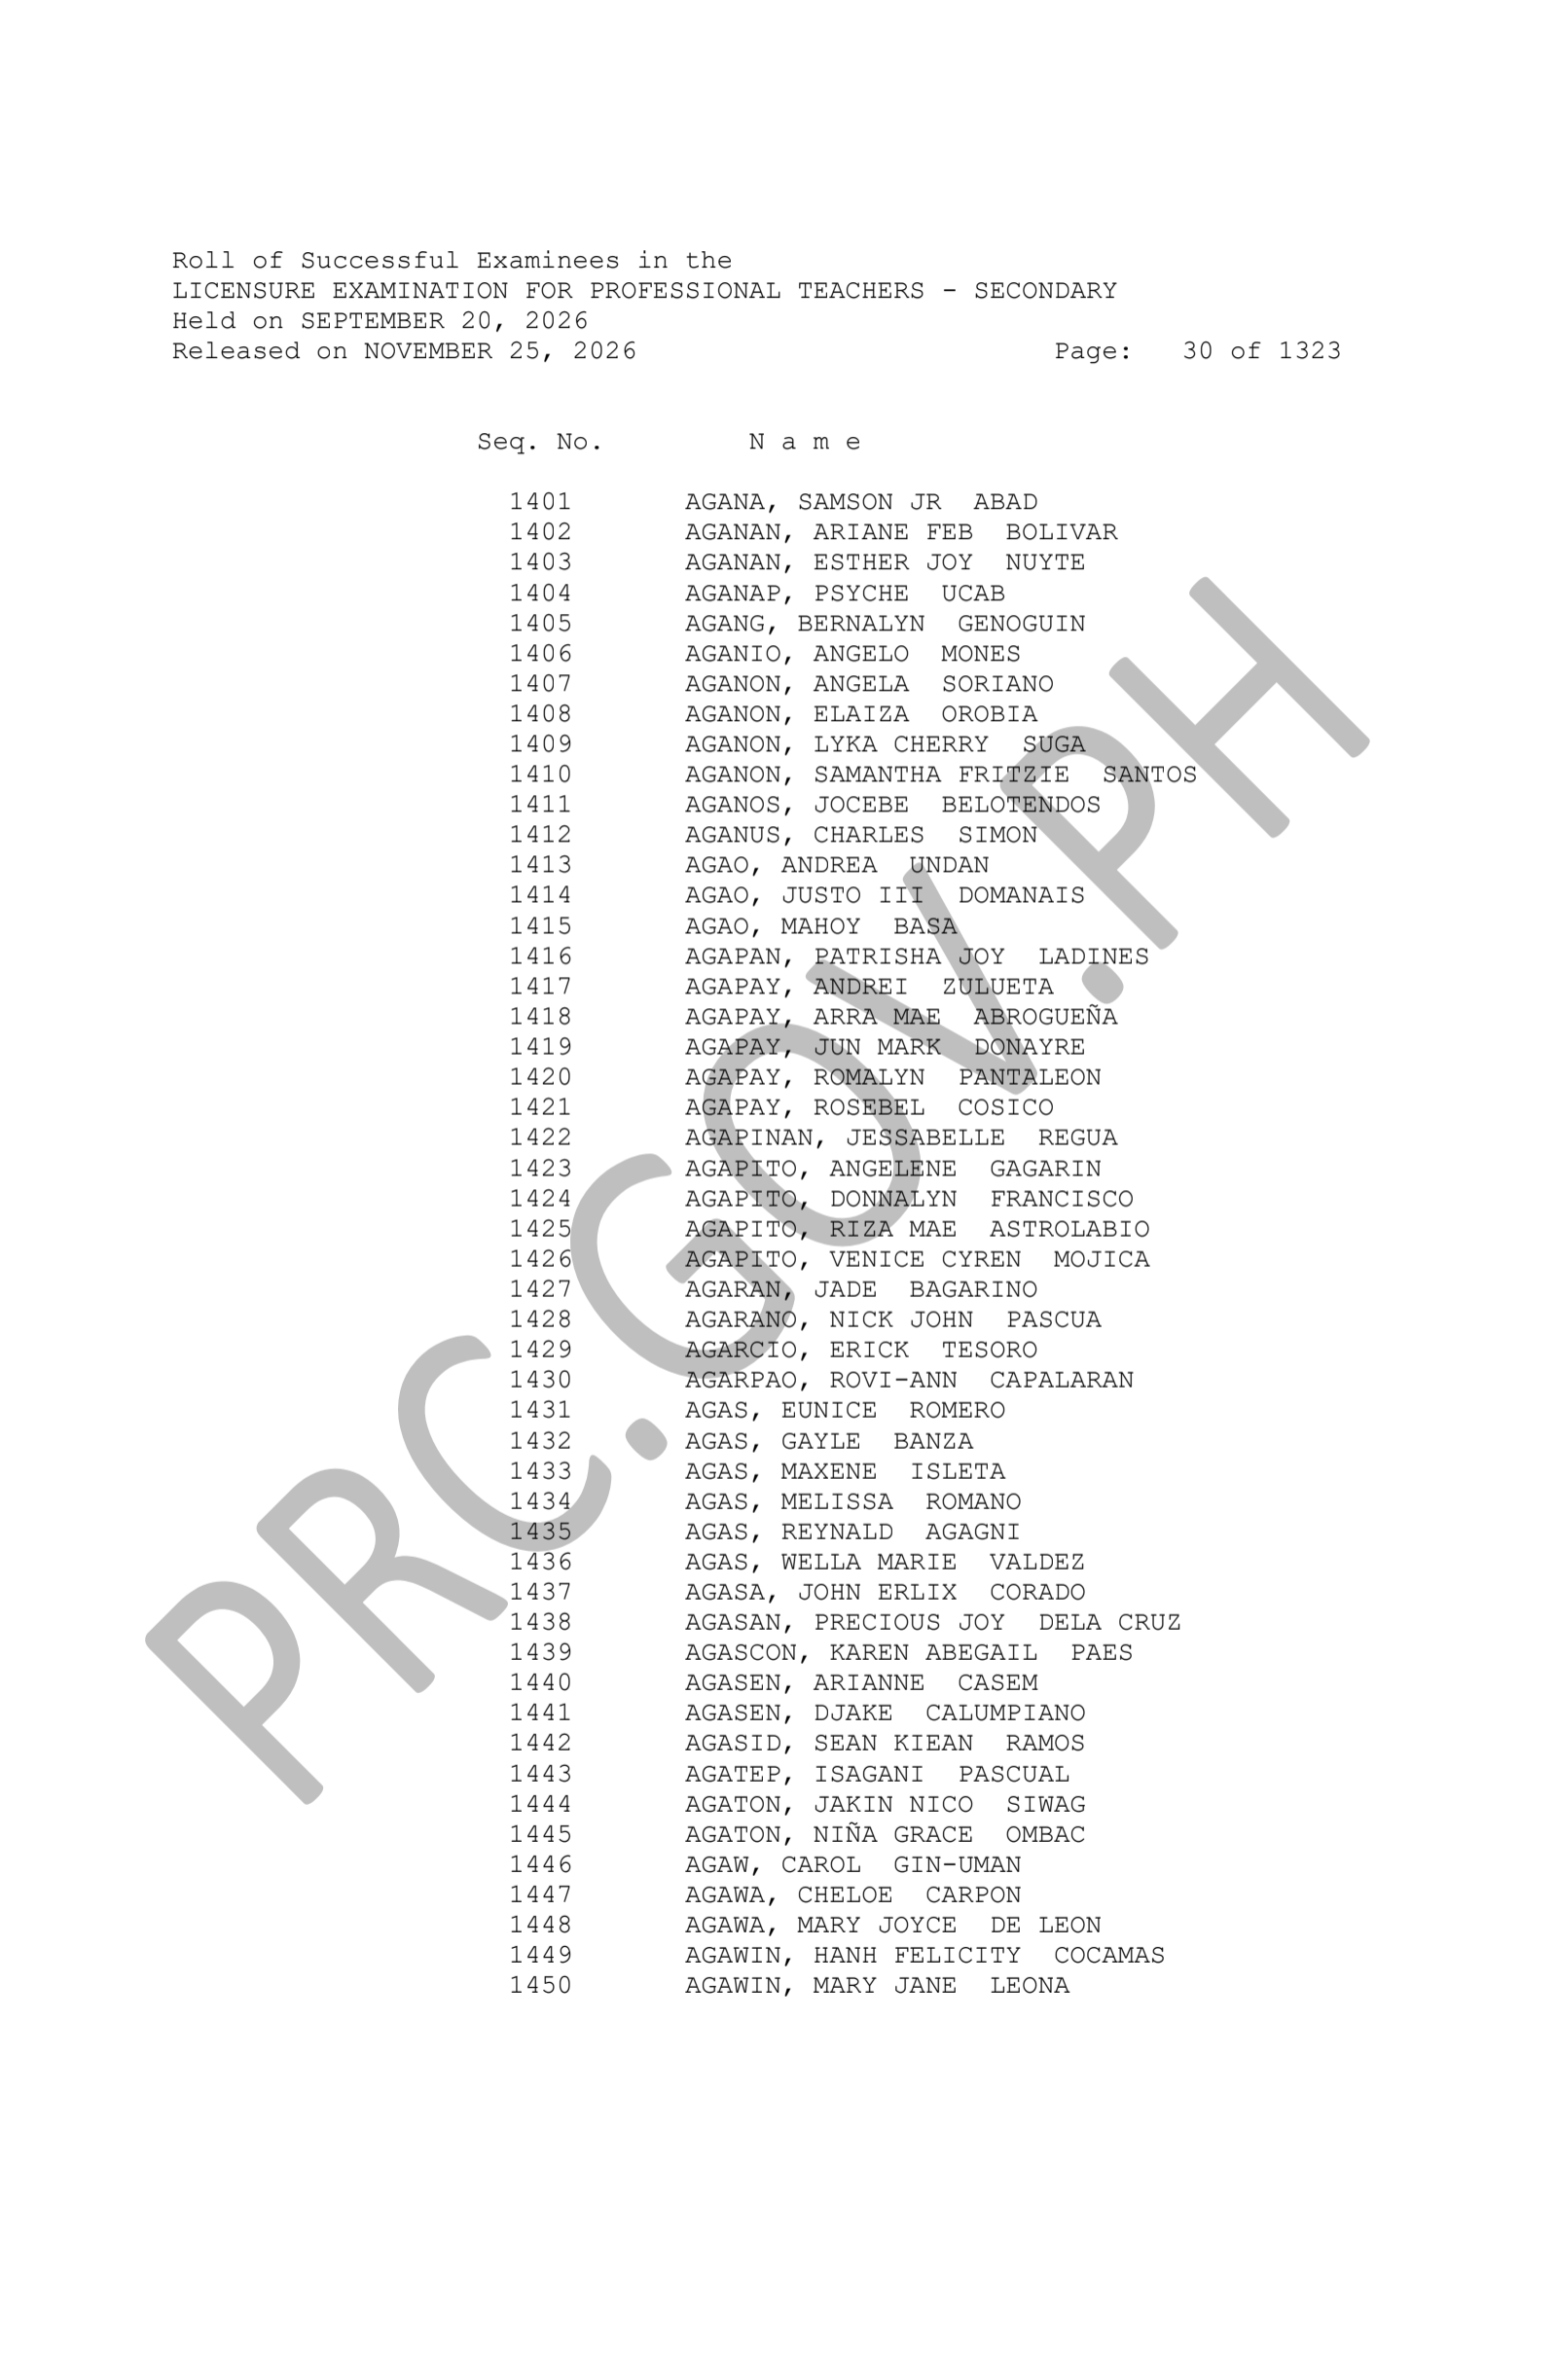 Roll of Successful Examinees in the
LICENSURE EXAMINATION FOR PROFESSIONAL TEACHERS - SECONDARY
Held on SEPTEMBER 20, 2026
Released on NOVEMBER 25, 2026 Page: 30 of 1323
Seq. No. N a m e
1401 AGANA, SAMSON JR ABAD
1402 AGANAN, ARIANE FEB BOLIVAR
1403 AGANAN, ESTHER JOY NUYTE
1404 AGANAP, PSYCHE UCAB
1405 AGANG, BERNALYN GENOGUIN
1406 AGANIO, ANGELO MONES
1407 AGANON, ANGELA SORIANO
1408 AGANON, ELAIZA OROBIA
1409 AGANON, LYKA CHERRY SUGA
1410 AGANON, SAMANTHA FRITZIE SANTOS
1411 AGANOS, JOCEBE BELOTENDOS
1412 AGANUS, CHARLES SIMON
1413 AGAO, ANDREA UNDAN
1414 AGAO, JUSTO III DOMANAIS
1415 AGAO, MAHOY BASA
1416 AGAPAN, PATRISHA JOY LADINES
1417 AGAPAY, ANDREI ZULUETA
1418 AGAPAY, ARRA MAE ABROGUEÑA
1419 AGAPAY, JUN MARK DONAYRE
1420 AGAPAY, ROMALYN PANTALEON
1421 AGAPAY, ROSEBEL COSICO
1422 AGAPINAN, JESSABELLE REGUA
1423 AGAPITO, ANGELENE GAGARIN
1424 AGAPITO, DONNALYN FRANCISCO
1425 AGAPITO, RIZA MAE ASTROLABIO
1426 AGAPITO, VENICE CYREN MOJICA
1427 AGARAN, JADE BAGARINO
1428 AGARANO, NICK JOHN PASCUA
1429 AGARCIO, ERICK TESORO
1430 AGARPAO, ROVI-ANN CAPALARAN
1431 AGAS, EUNICE ROMERO
1432 AGAS, GAYLE BANZA
1433 AGAS, MAXENE ISLETA
1434 AGAS, MELISSA ROMANO
1435 AGAS, REYNALD AGAGNI
1436 AGAS, WELLA MARIE VALDEZ
1437 AGASA, JOHN ERLIX CORADO
1438 AGASAN, PRECIOUS JOY DELA CRUZ
1439 AGASCON, KAREN ABEGAIL PAES
1440 AGASEN, ARIANNE CASEM
1441 AGASEN, DJAKE CALUMPIANO
1442 AGASID, SEAN KIEAN RAMOS
1443 AGATEP, ISAGANI PASCUAL
1444 AGATON, JAKIN NICO SIWAG
1445 AGATON, NIÑA GRACE OMBAC
1446 AGAW, CAROL GIN-UMAN
1447 AGAWA, CHELOE CARPON
1448 AGAWA, MARY JOYCE DE LEON
1449 AGAWIN, HANH FELICITY COCAMAS
1450 AGAWIN, MARY JANE LEONA
PRC.GOV.PH